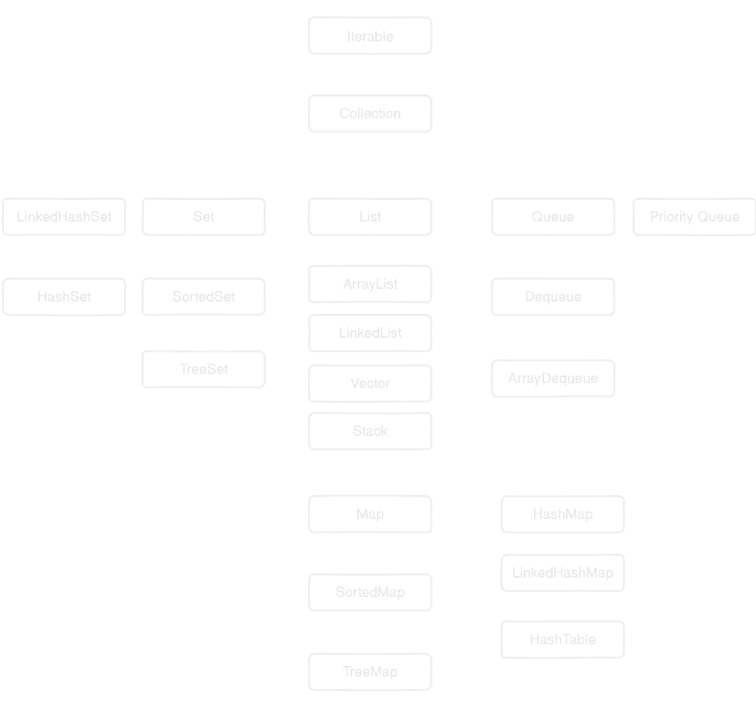 Iterable
Collection
LinkedHashSet
Set
List
Queue
Priority Queue
HashSet
SortedSet
ArrayList
Dequeue
LinkedList
TreeSet
Vector
ArrayDequeue
Stack
Map
HashMap
LinkedHashMap
SortedMap
HashTable
TreeMap